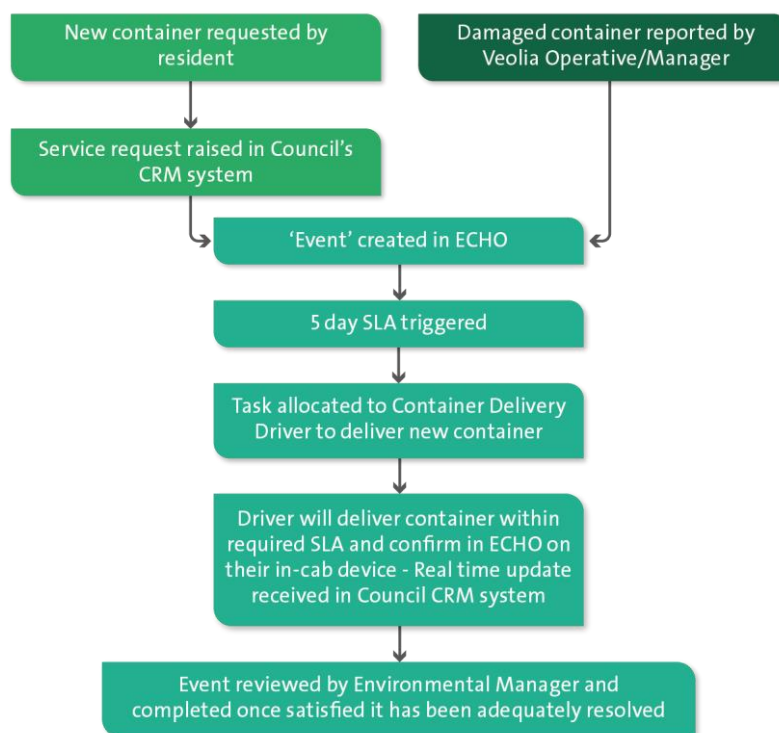 New container requested by
resident
Damaged container reported by
Veolia Operative/Manager
Service request raised in Council's
CRM system
‘Event’ created in ECHO
5 day SLA triggered
Task allocated to Container Delivery
Driver to deliver new container
Driver will deliver container within
required SLA and confirm in ECHO on
their in-cab device - Real time update
received in Council CRM system
Event reviewed by Environmental Manager and
completed once satisfied it has been adequately resolved